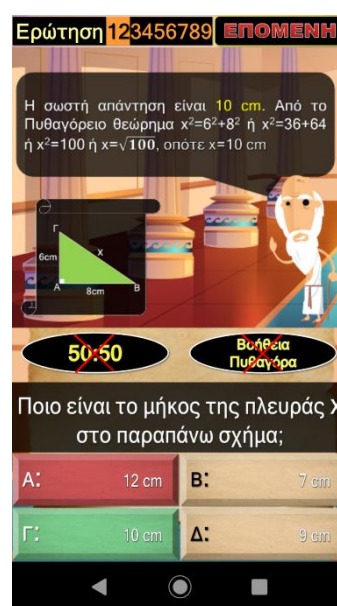 Ερώτηση 123456789 ΕΠΟΜΕΝΗ
Η σωστή απάντηση είναι 10 cm. Από το
Πυθαγόρειο θεώρημα x²=6²+8² ή x²=36+64
ή x²=100 ή x=√100, οπότε x=10 cm
Γ
6cm
x
A
8cm
B
50:50
Βοήθεια
Πυθαγόρα
Ποιο είναι το μήκος της πλευράς X
στο παραπάνω σχήμα;
Α: 12 cm
Β: 7 cm
Γ: 10 cm
Δ: 9 cm